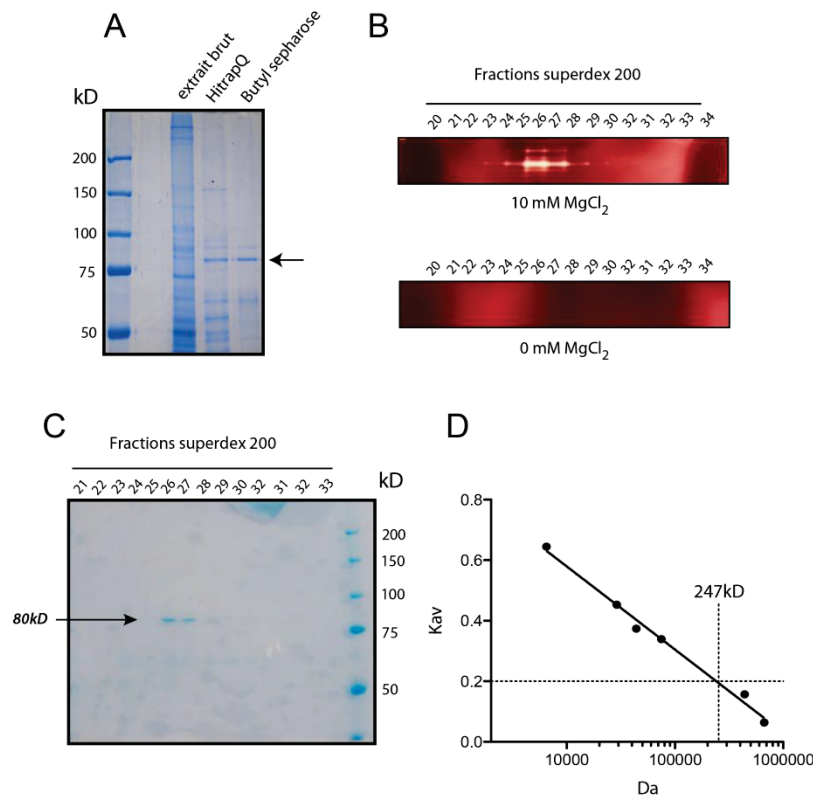 A
kD
extrait brut
HitrapQ
Butyl sepharose
200
150
100
75
50
B
Fractions superdex 200
20 21 22 23 24 25 26 27 28 29 30 32 31 32 33 34
10 mM MgCl2
20 21 22 23 24 25 26 27 28 29 30 32 31 32 33 34
0 mM MgCl2
C
Fractions superdex 200
21 22 23 24 25 26 27 28 29 30 32 31 32 33
kD
200
150
100
80kD
75
50
D
0.8
0.6
0.4
0.2
0.0
Kav
247kD
10000 100000 1000000
Da